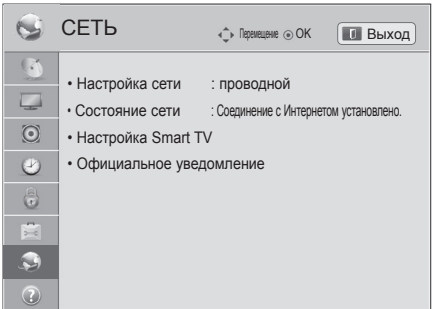 СЕТЬ
Перемещение OK
Выход
• Настройка сети : проводной
• Состояние сети : Соединение с Интернетом установлено.
• Настройка Smart TV
• Официальное уведомление